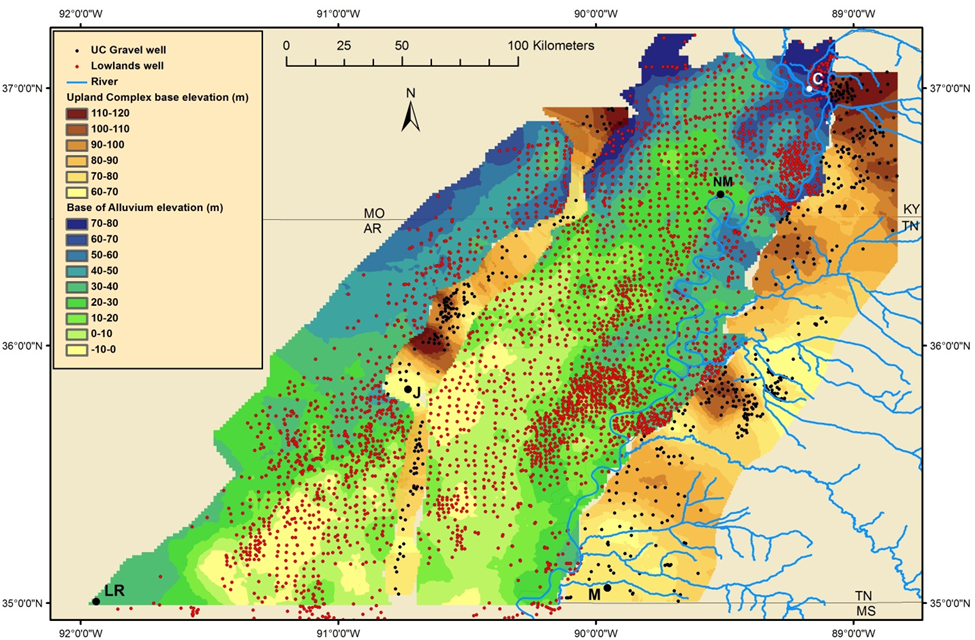 92°0'0"W 91°0'0"W 90°0'0"W 89°0'0"W
UC Gravel well
Lowlands well
River
Upland Complex base elevation (m)
110-120
100-110
90-100
80-90
70-80
60-70
Base of Alluvium elevation (m)
70-80
60-70
50-60
40-50
30-40
20-30
10-20
0-10
-10-0
0 25 50 100 Kilometers
N
C
37°0'0"N 37°0'0"N
NM
MO
AR
KY
TN
36°0'0"N 36°0'0"N
J
LR
M
35°0'0"N 35°0'0"N
TN
MS
92°0'0"W 91°0'0"W 90°0'0"W 89°0'0"W